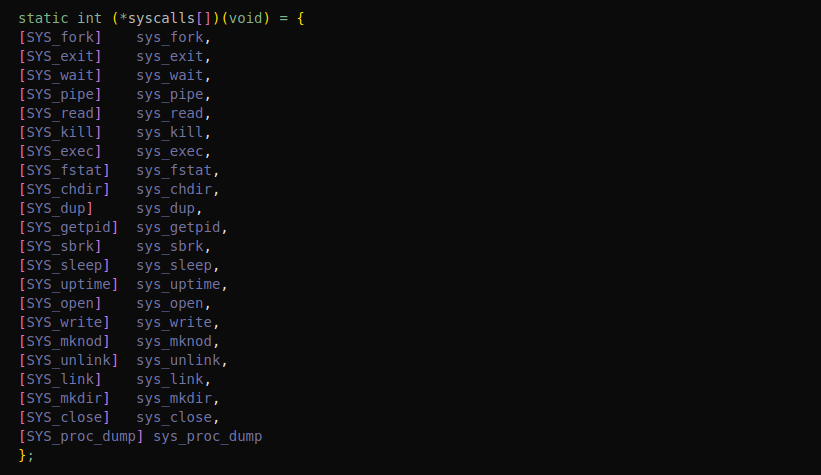 static int (*syscalls[])(void) = {
[SYS_fork]    sys_fork,
[SYS_exit]    sys_exit,
[SYS_wait]    sys_wait,
[SYS_pipe]    sys_pipe,
[SYS_read]    sys_read,
[SYS_kill]    sys_kill,
[SYS_exec]    sys_exec,
[SYS_fstat]   sys_fstat,
[SYS_chdir]   sys_chdir,
[SYS_dup]     sys_dup,
[SYS_getpid]  sys_getpid,
[SYS_sbrk]    sys_sbrk,
[SYS_sleep]   sys_sleep,
[SYS_uptime]  sys_uptime,
[SYS_open]    sys_open,
[SYS_write]   sys_write,
[SYS_mknod]   sys_mknod,
[SYS_unlink]  sys_unlink,
[SYS_link]    sys_link,
[SYS_mkdir]   sys_mkdir,
[SYS_close]   sys_close,
[SYS_proc_dump] sys_proc_dump
};